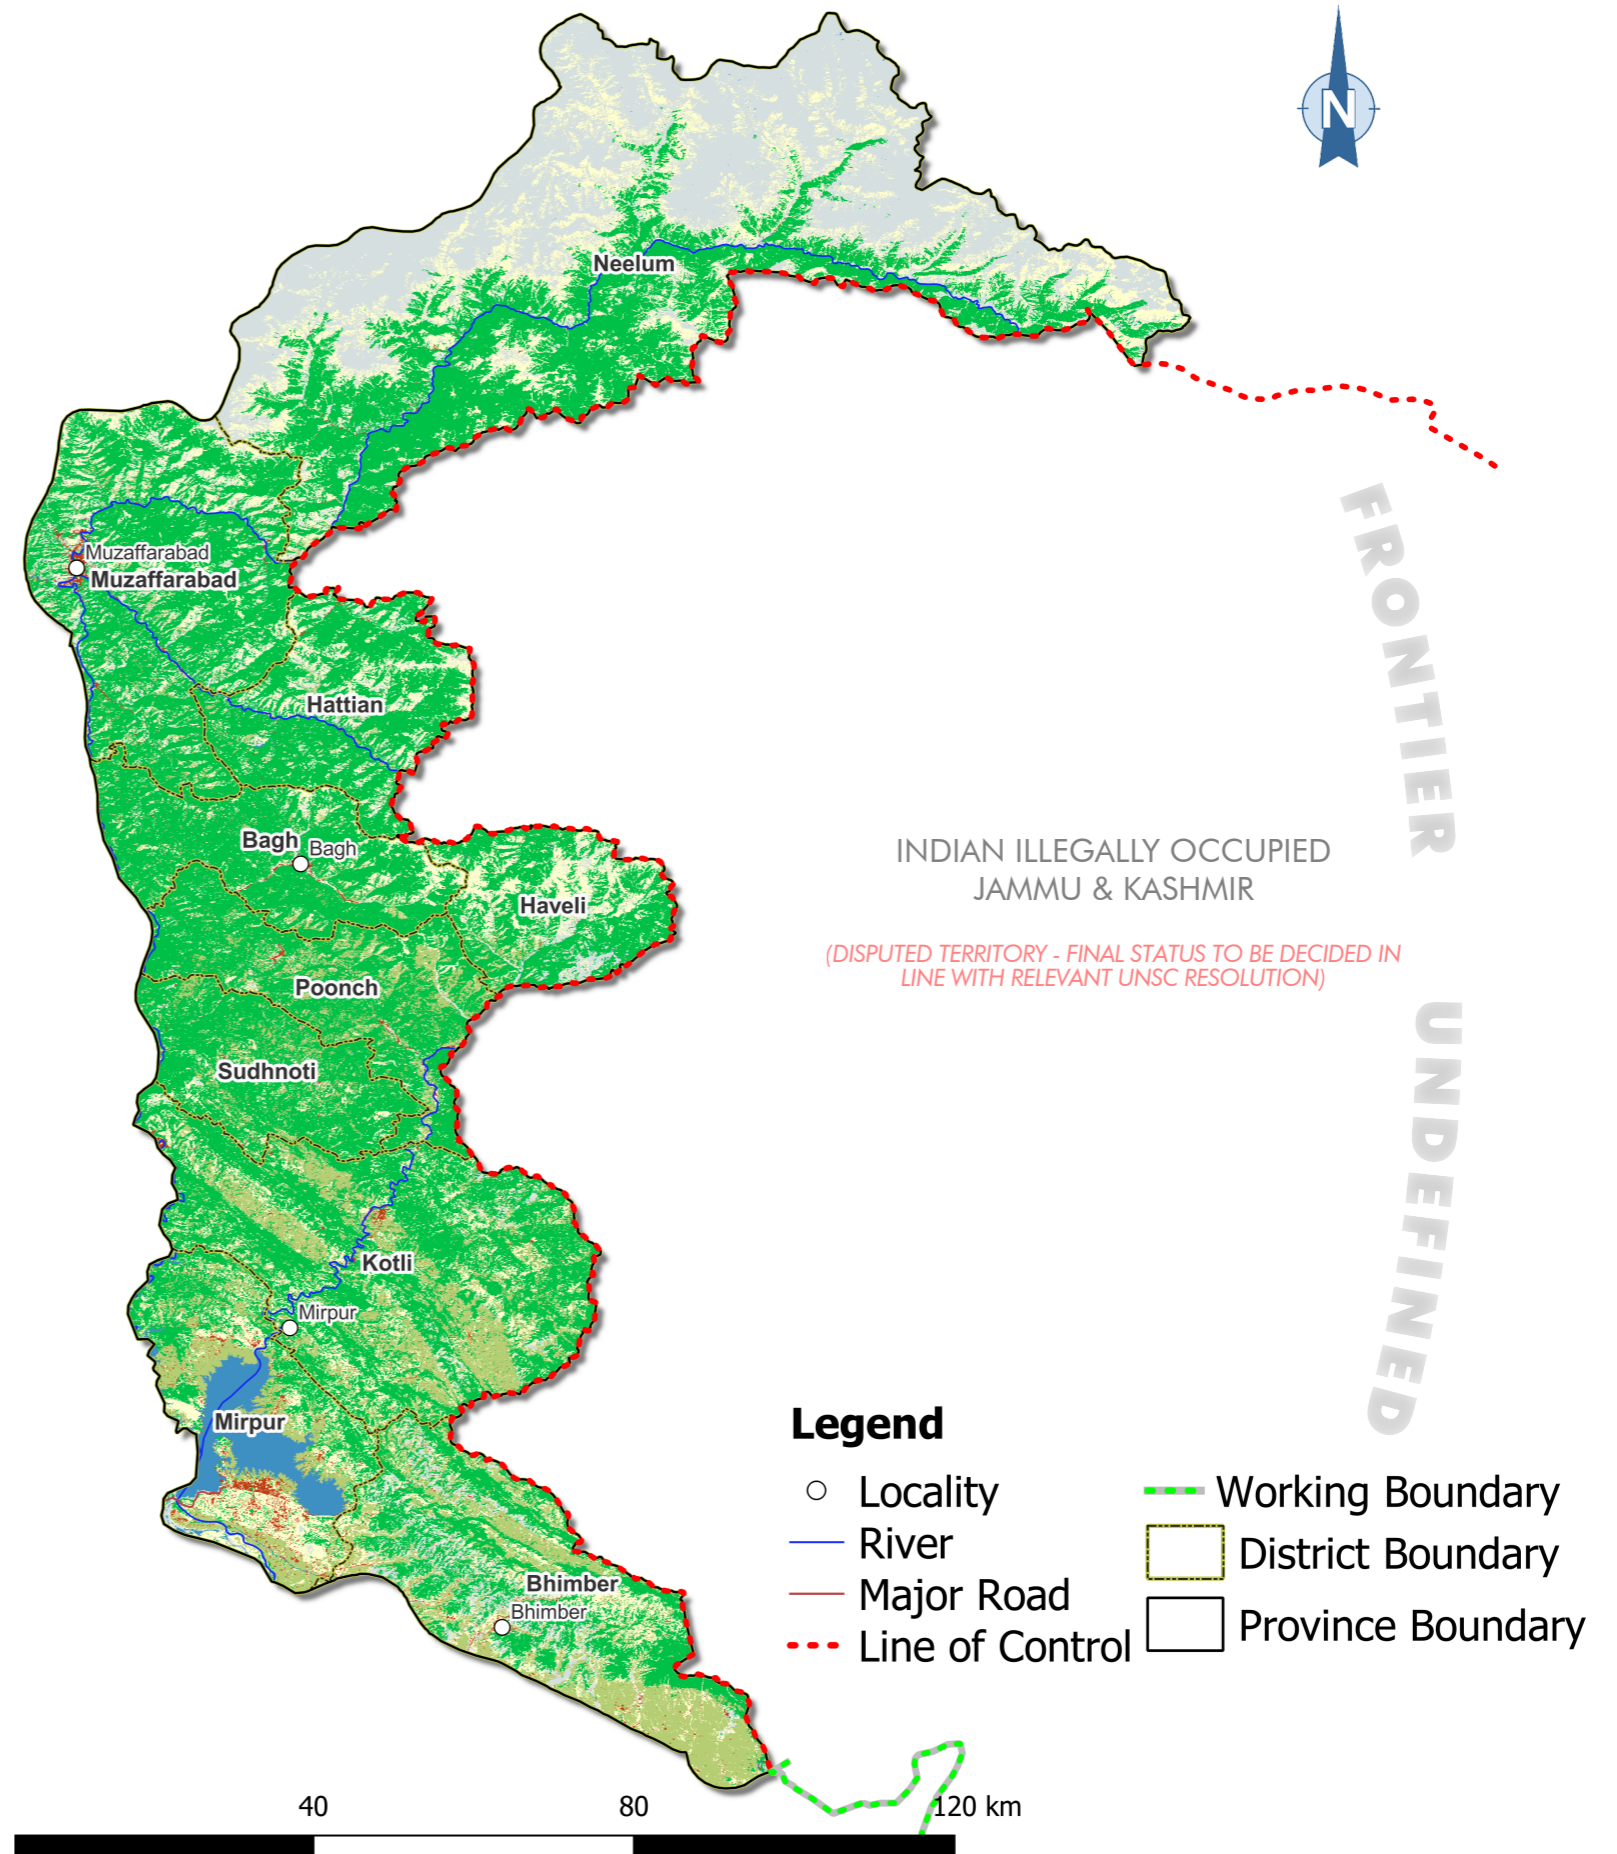 N
Neelum
Muzaffarabad
Muzaffarabad
Hattian
Bagh
Bagh
Haveli
Poonch
Sudhnoti
Kotli
Mirpur
Mirpur
Bhimber
Bhimber
FRONTIER
UNDEFINED
INDIAN ILLEGALLY OCCUPIED
JAMMU & KASHMIR
(DISPUTED TERRITORY - FINAL STATUS TO BE DECIDED IN
LINE WITH RELEVANT UNSC RESOLUTION)
Legend
Locality
River
Major Road
Line of Control
Working Boundary
District Boundary
Province Boundary
40 80 120 km